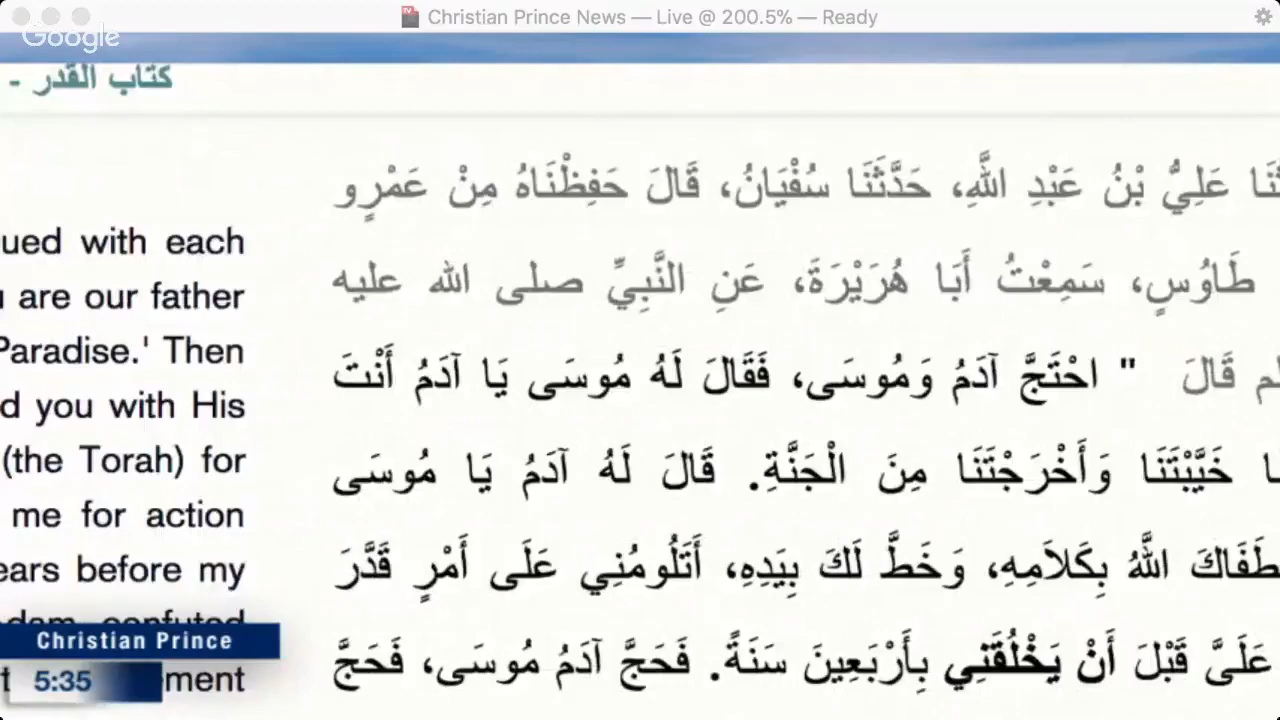 Christian Prince News — Live @ 200.5% — Ready
Google
كتاب القدر -
عَلِيُّ بْنُ عَبْدِ اللَّهِ، حَدَّثَنَا سُفْيَانُ، قَالَ حَفِظْنَاهُ مِنْ عَمْرٍو
طَاوُسٍ، سَمِعْتُ أَبَا هُرَيْرَةَ، عَنِ النَّبِيِّ صلى الله عليه
قَالَ " احْتَجَّ آدَمُ وَمُوسَى، فَقَالَ لَهُ مُوسَى يَا آدَمُ أَنْتَ
خَيَّبْتَنَا وَأَخْرَجْتَنَا مِنَ الْجَنَّةِ. قَالَ لَهُ آدَمُ يَا مُوسَى
اللَّهُ بِكَلاَمِهِ، وَخَطَّ لَكَ بِيَدِهِ، أَتَلُومُنِي عَلَى أَمْرٍ قَدَّرَ
عَلَىَّ قَبْلَ أَنْ يَخْلُقَنِي بِأَرْبَعِينَ سَنَةً. فَحَجَّ آدَمُ مُوسَى، فَحَجَّ
ued with each
are our father
Paradise.' Then
d you with His
(the Torah) for
me for action
ears before my
ment
Christian Prince
5:35